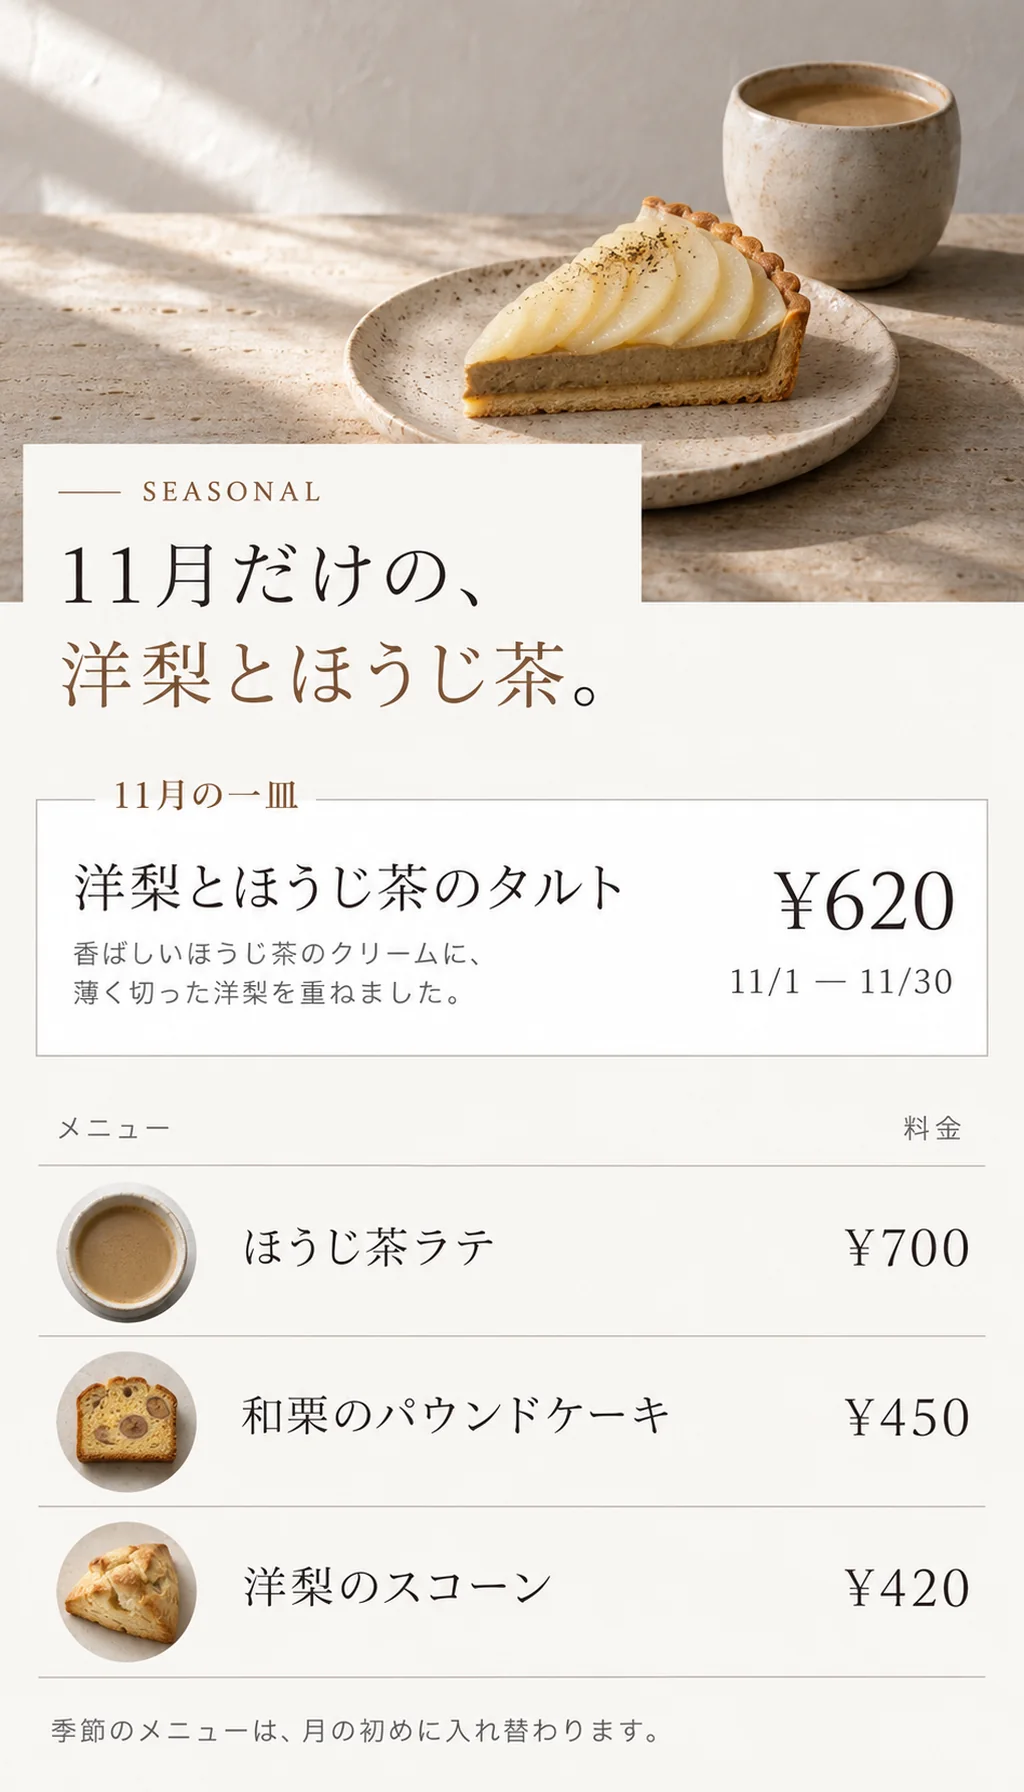 SEASONAL
11月だけの、
洋梨とほうじ茶。
11月の一皿
洋梨とほうじ茶のタルト
¥620
香ばしいほうじ茶のクリームに、
薄く切った洋梨を重ねました。
11/1 — 11/30
メニュー 料金
ほうじ茶ラテ ¥700
和栗のパウンドケーキ ¥450
洋梨のスコーン ¥420
季節のメニューは、月の初めに入れ替わります。